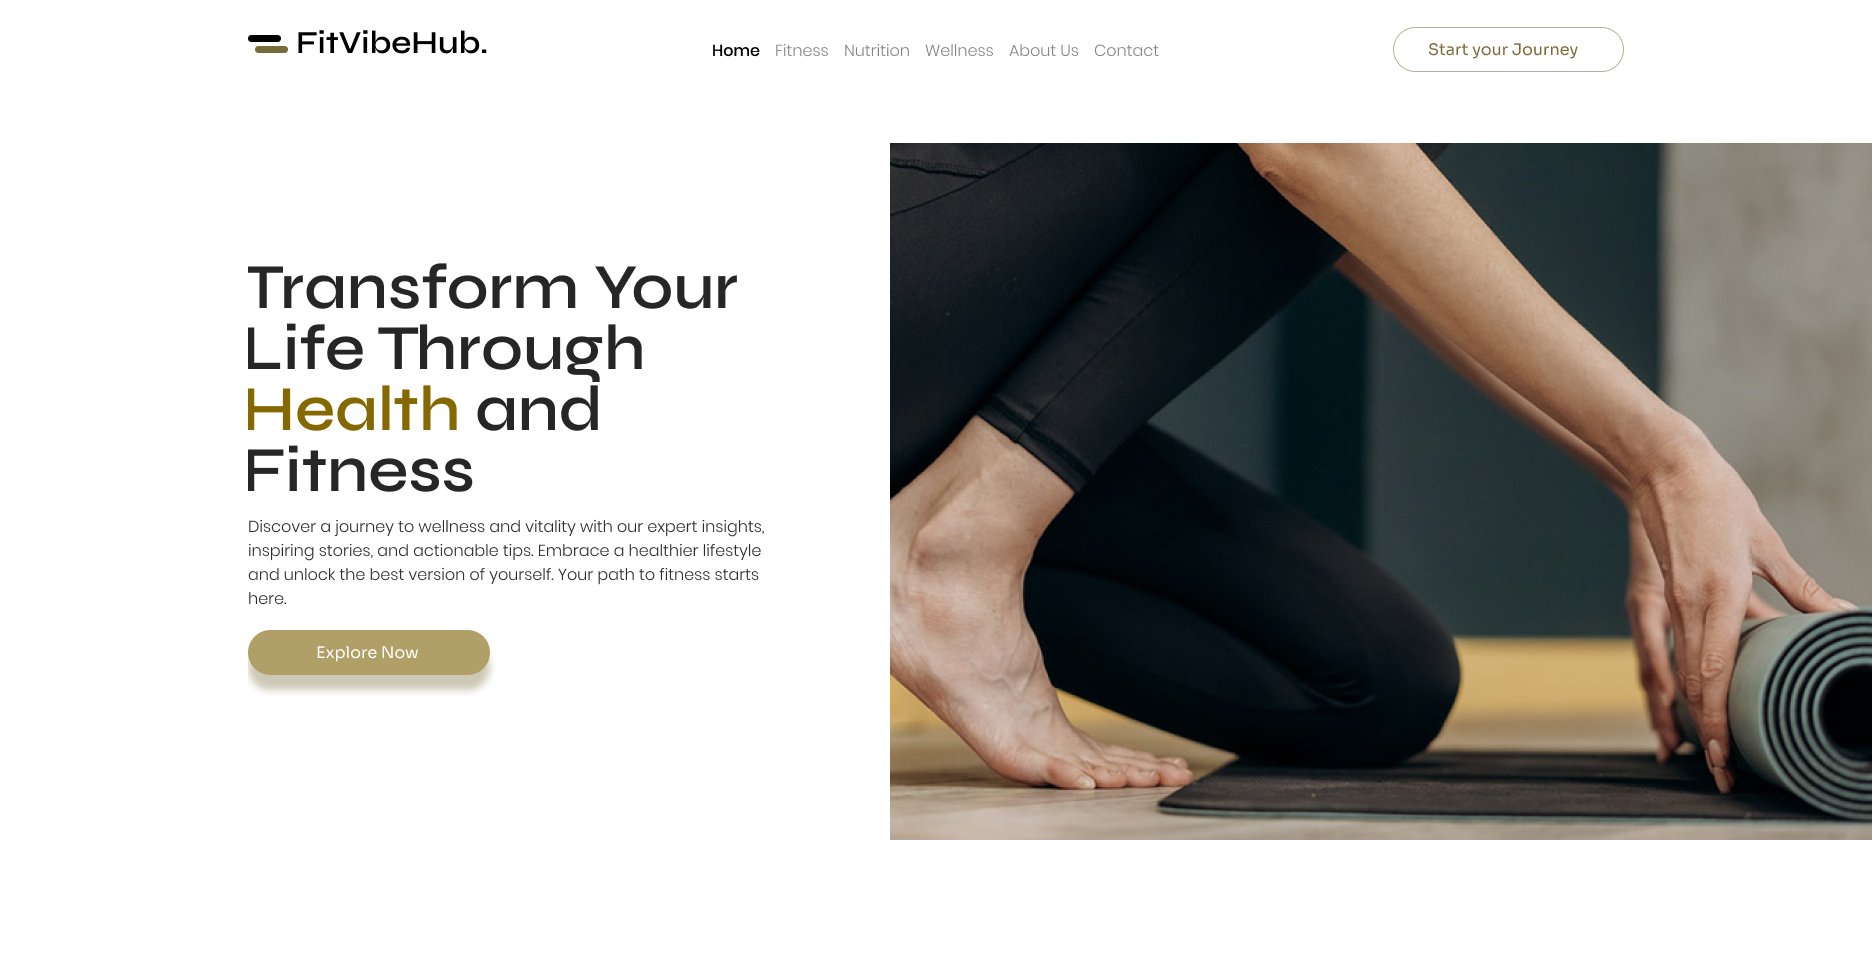 FitVibeHub.
Home Fitness Nutrition Wellness About Us Contact
Start your Journey
Transform Your
Life Through
Health and
Fitness
Discover a journey to wellness and vitality with our expert insights,
inspiring stories, and actionable tips. Embrace a healthier lifestyle
and unlock the best version of yourself. Your path to fitness starts
here.
Explore Now